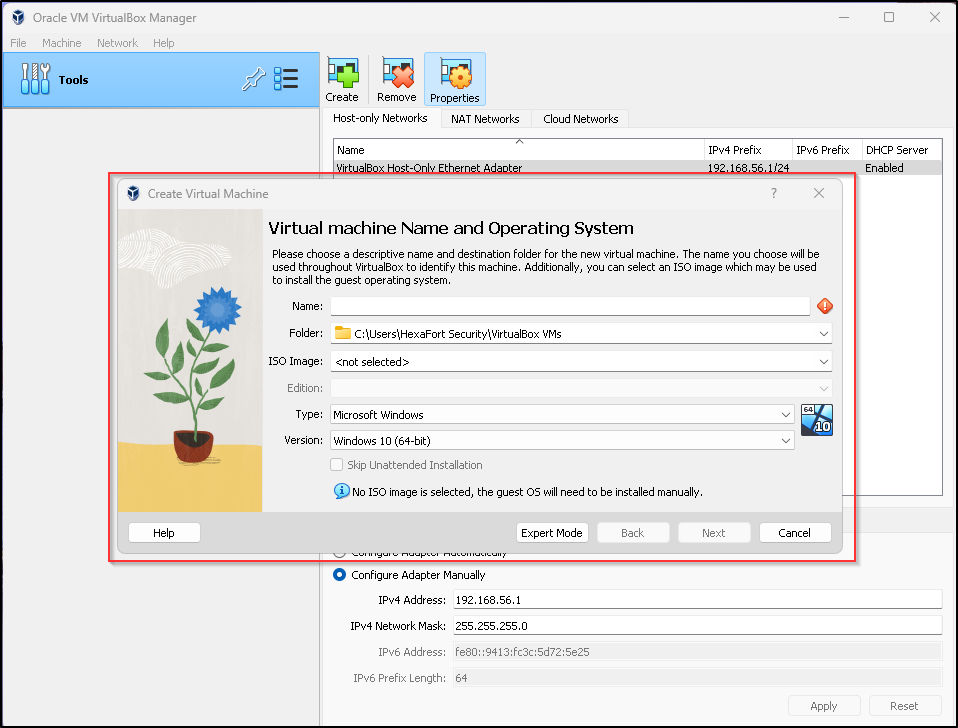 Oracle VM VirtualBox Manager
File Machine Network Help
Tools
Create Remove Properties
Host-only Networks NAT Networks Cloud Networks
Name IPv4 Prefix IPv6 Prefix DHCP Server
VirtualBox Host-Only Ethernet Adapter 192.168.56.1/24 Enabled
Create Virtual Machine ?
Virtual machine Name and Operating System
Please choose a descriptive name and destination folder for the new virtual machine. The name you choose will be
used throughout VirtualBox to identify this machine. Additionally, you can select an ISO image which may be used
to install the guest operating system.
Name:
Folder: C:\Users\HexaFort Security\VirtualBox VMs
ISO Image: <not selected>
Edition:
Type: Microsoft Windows
64
10
Version: Windows 10 (64-bit)
Skip Unattended Installation
No ISO image is selected, the guest OS will need to be installed manually.
Help Expert Mode Back Next Cancel
Configure Adapter Automatically
Configure Adapter Manually
IPv4 Address: 192.168.56.1
IPv4 Network Mask: 255.255.255.0
IPv6 Address: fe80::9413:fc3c:5d72:5e25
IPv6 Prefix Length: 64
Apply Reset